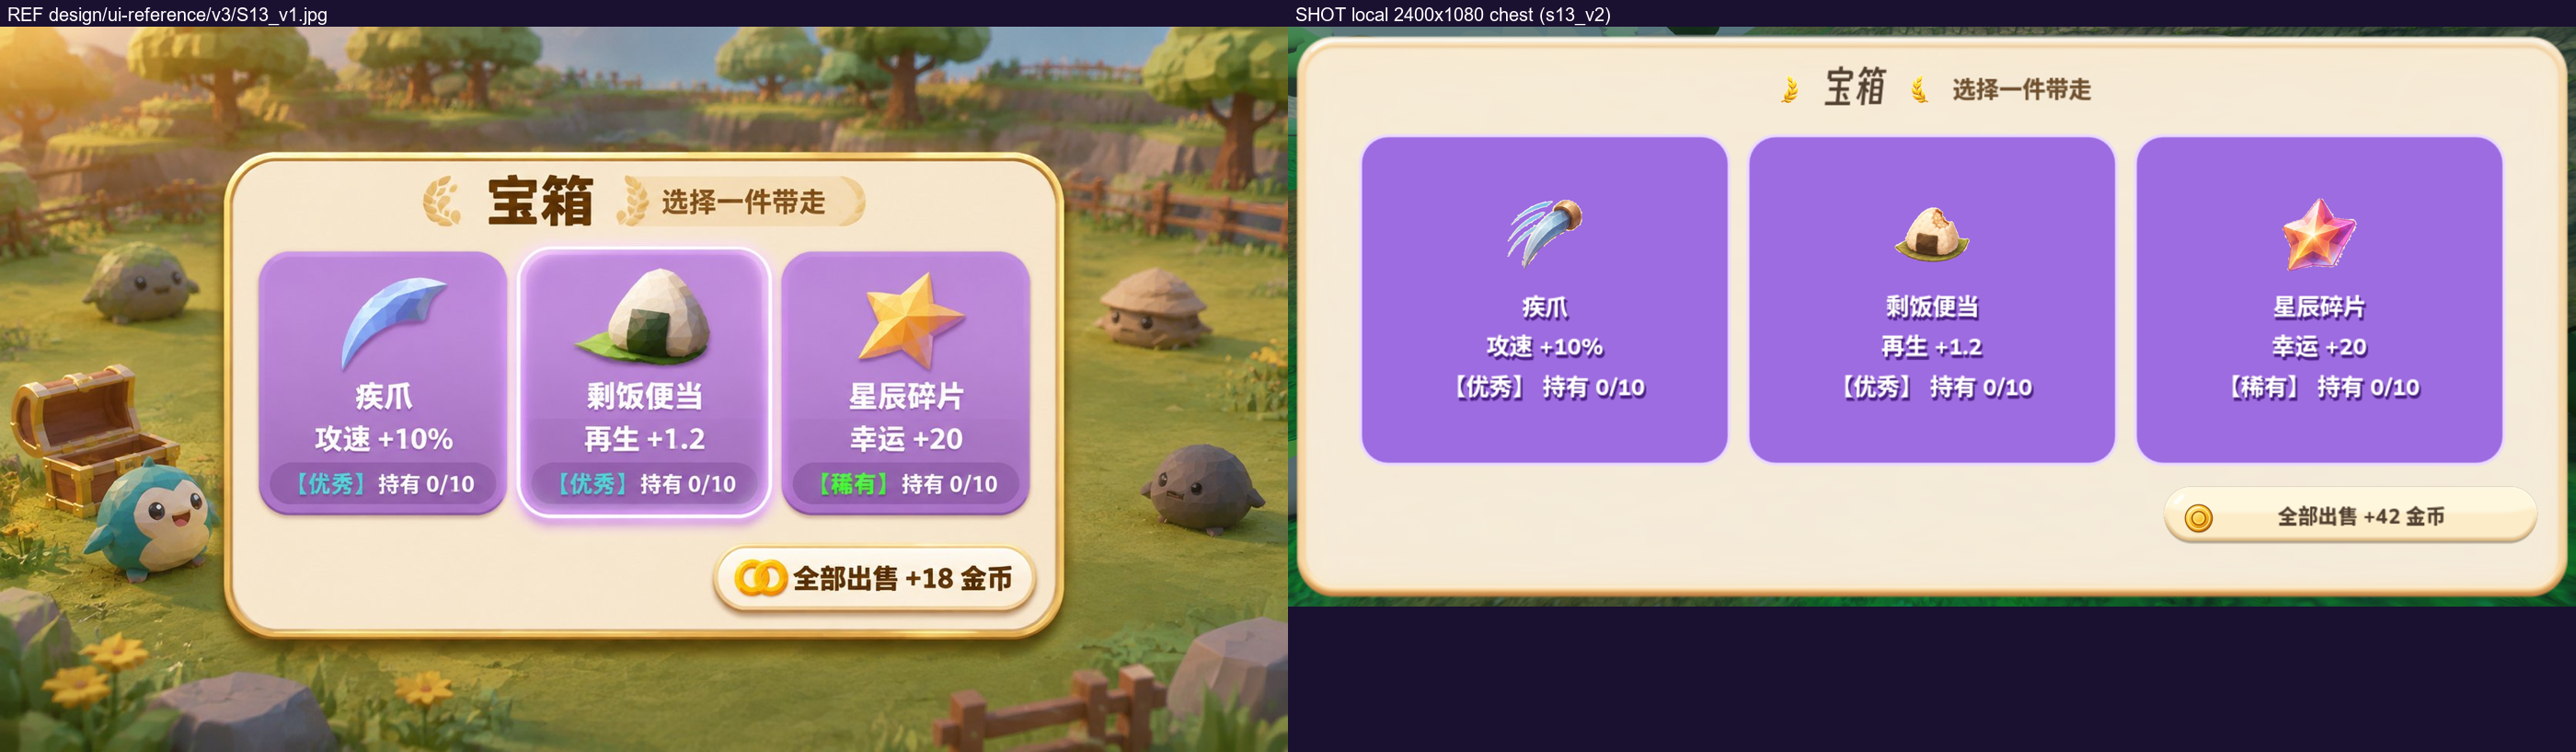 REF design/ui-reference/v3/S13_v1.jpg
宝箱 选择一件带走
疾爪
攻速 +10%
【优秀】 持有 0/10
剩饭便当
再生 +1.2
【优秀】 持有 0/10
星辰碎片
幸运 +20
【稀有】 持有 0/10
全部出售 +18 金币
SHOT local 2400x1080 chest (s13_v2)
宝箱 选择一件带走
疾爪
攻速 +10%
【优秀】 持有 0/10
剩饭便当
再生 +1.2
【优秀】 持有 0/10
星辰碎片
幸运 +20
【稀有】 持有 0/10
全部出售 +42 金币